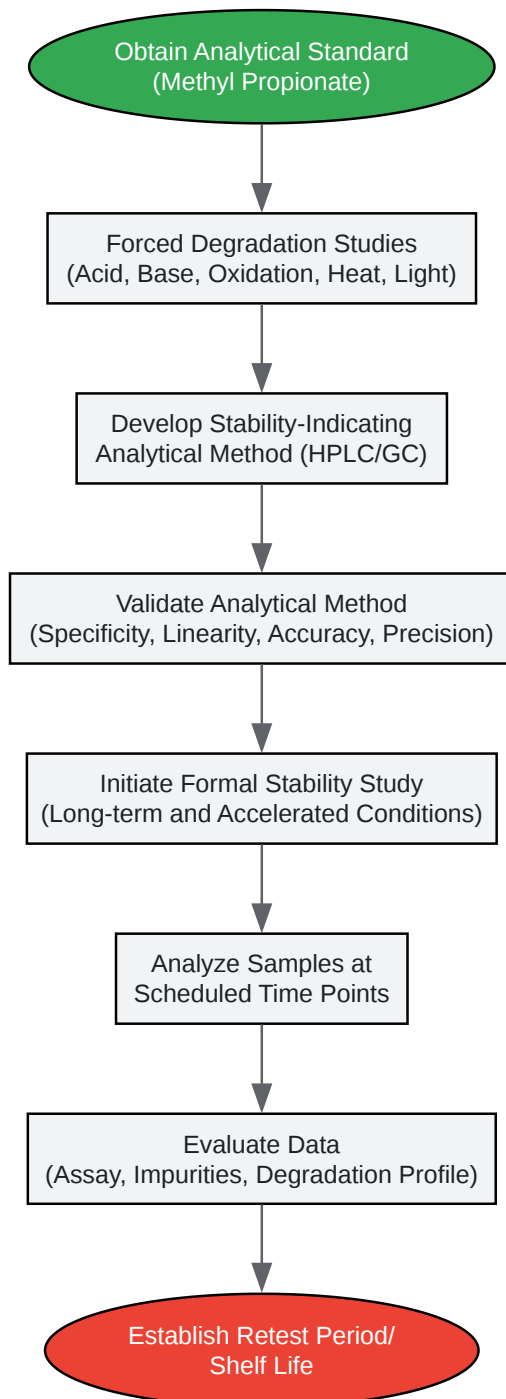 Obtain Analytical Standard
(Methyl Propionate)
Forced Degradation Studies
(Acid, Base, Oxidation, Heat, Light)
Develop Stability-Indicating
Analytical Method (HPLC/GC)
Validate Analytical Method
(Specificity, Linearity, Accuracy, Precision)
Initiate Formal Stability Study
(Long-term and Accelerated Conditions)
Analyze Samples at
Scheduled Time Points
Evaluate Data
(Assay, Impurities, Degradation Profile)
Establish Retest Period/
Shelf Life